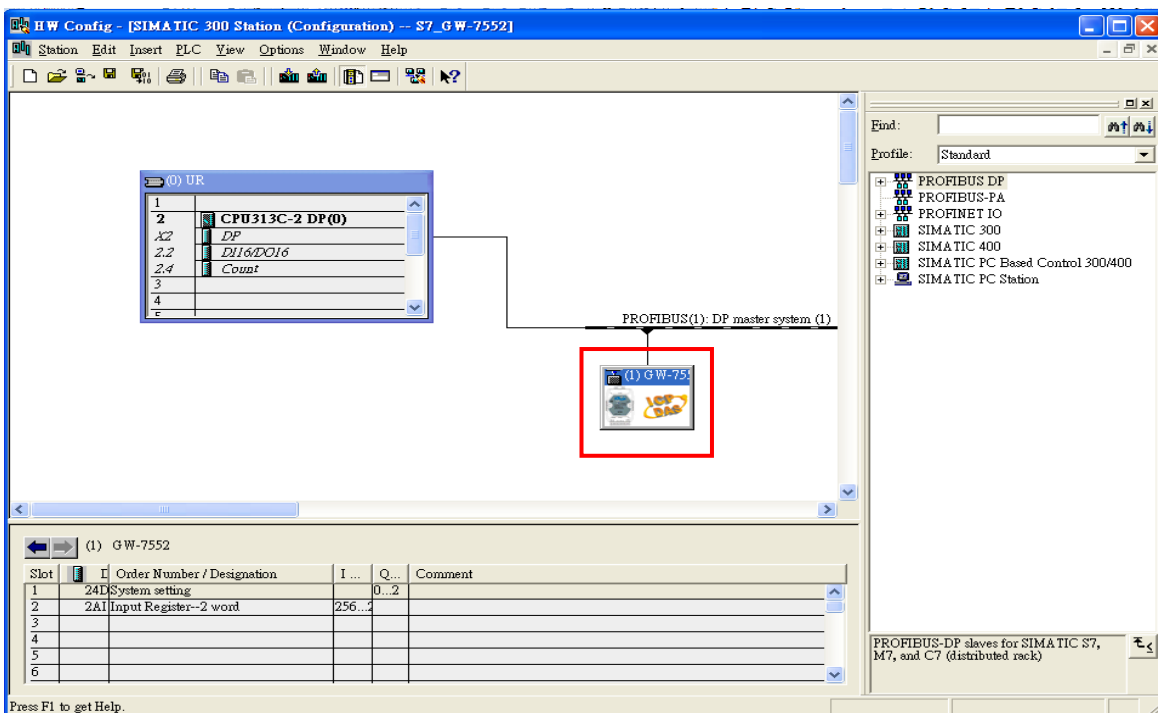 HW Config - [SIMATIC 300 Station (Configuration) -- S7_GW-7552]
Station Edit Insert PLC View Options Window Help
(0) UR
1
2 CPU313C-2 DP(0)
X2 DP
2.2 DI16/DO16
2.4 Count
3
4
PROFIBUS(1): DP master system (1)
(1) GW-755
ICP
DAS
Find:
Profile: Standard
PROFIBUS DP
PROFIBUS-PA
PROFINET IO
SIMATIC 300
SIMATIC 400
SIMATIC PC Based Control 300/400
SIMATIC PC Station
(1) GW-7552
Slot D Order Number / Designation I ... Q... Comment
1 24D System setting 0...2
2 2AI Input Register--2 word 256...2
3
4
5
6
PROFIBUS-DP slaves for SIMATIC S7,
M7, and C7 (distributed rack)
Press F1 to get Help.